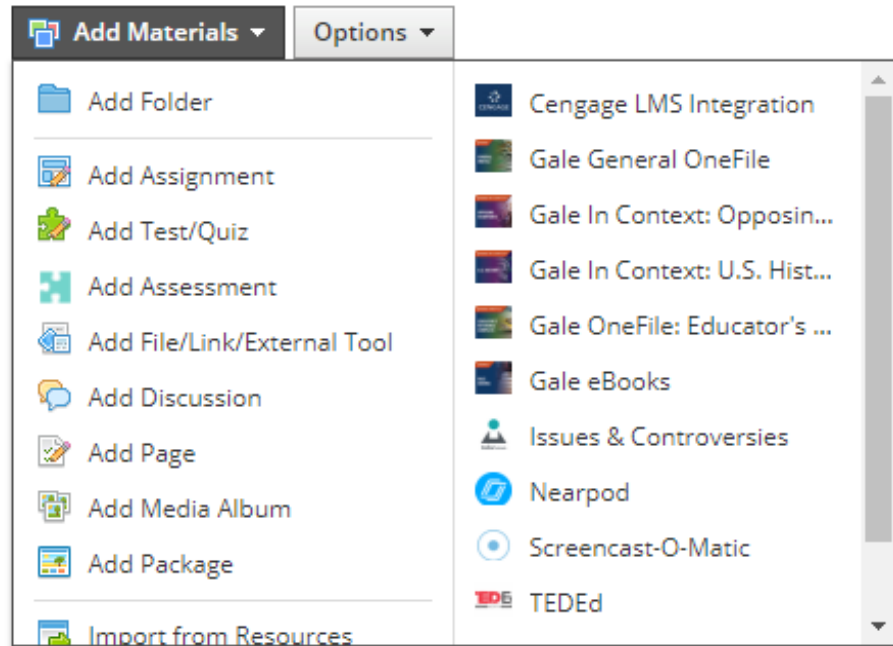 Add Materials
Options
Add Folder
Add Assignment
Add Test/Quiz
Add Assessment
Add File/Link/External Tool
Add Discussion
Add Page
Add Media Album
Add Package
Import from Resources
Cengage LMS Integration
Gale General OneFile
Gale In Context: Opposin...
Gale In Context: U.S. Hist...
Gale OneFile: Educator's ...
Gale eBooks
Issues & Controversies
Nearpod
Screencast-O-Matic
TEDEd